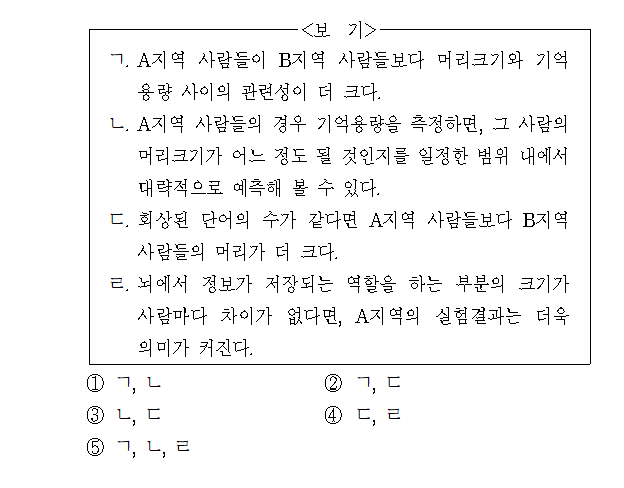 <보 기>
ㄱ. A지역 사람들이 B지역 사람들보다 머리크기와 기억
용량 사이의 관련성이 더 크다.
ㄴ. A지역 사람들의 경우 기억용량을 측정하면, 그 사람의
머리크기가 어느 정도 될 것인지를 일정한 범위 내에서
대략적으로 예측해 볼 수 있다.
ㄷ. 회상된 단어의 수가 같다면 A지역 사람들보다 B지역
사람들의 머리가 더 크다.
ㄹ. 뇌에서 정보가 저장되는 역할을 하는 부분의 크기가
사람마다 차이가 없다면, A지역의 실험결과는 더욱
의미가 커진다.
① ㄱ, ㄴ ② ㄱ, ㄷ
③ ㄴ, ㄷ ④ ㄷ, ㄹ
⑤ ㄱ, ㄴ, ㄹ